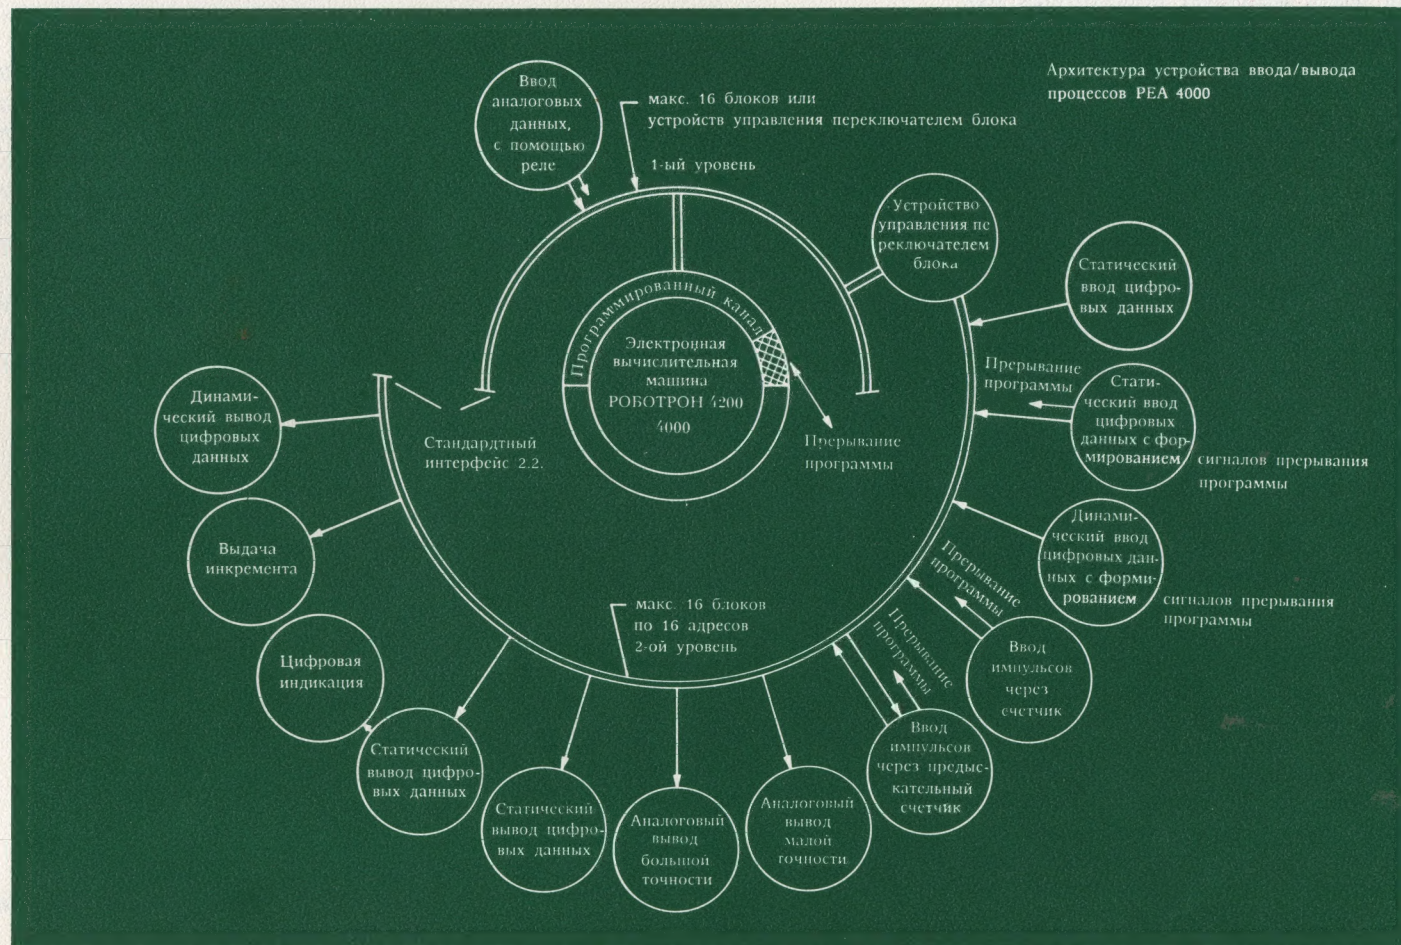 Архитектура устройства ввода/вывода
процессов РЕА 4000
Ввод
аналоговых
данных,
с помощью
реле
макс. 16 блоков или
устройств управления переключателем блока
1-ый уровень
Устройство
управления пе
реключателем
блока
Статический
ввод цифро-
вых данных
Программированный канал
Электронная
вычислительная
машина
РОБОТРОН 4200
4000
Прерывание
программы
Стати-
ческий ввод
цифровых
данных с фор-
мированием
сигналов прерывания
программы
Прерывание
программы
Стандартный
интерфейс 2.2.
Динами-
ческий вывод
цифровых
данных
Динами-
ческий ввод
цифровых дан-
ных с форми-
рованием
сигналов прерывания
программы
Выдача
инкремента
Прерывание
программы
макс. 16 блоков
по 16 адресов
2-ой уровень
Прерывание
программы
Ввод
импульсов
через
счетчик
Цифровая
индикация
Статический
вывод цифро-
вых данных
Ввод
импульсов
через предыс-
кательный
счетчик
Статический
вывод цифро-
вых данных
Аналоговый
вывод
большой
точности
Аналоговый
вывод
малой
точности